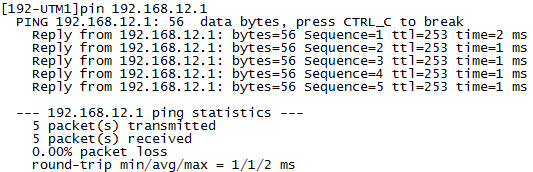 [192-UTM1]pin 192.168.12.1
PING 192.168.12.1: 56  data bytes, press CTRL_C to break
Reply from 192.168.12.1: bytes=56 Sequence=1 ttl=253 time=2 ms
Reply from 192.168.12.1: bytes=56 Sequence=2 ttl=253 time=1 ms
Reply from 192.168.12.1: bytes=56 Sequence=3 ttl=253 time=1 ms
Reply from 192.168.12.1: bytes=56 Sequence=4 ttl=253 time=1 ms
Reply from 192.168.12.1: bytes=56 Sequence=5 ttl=253 time=1 ms
--- 192.168.12.1 ping statistics ---
5 packet(s) transmitted
5 packet(s) received
0.00% packet loss
round-trip min/avg/max = 1/1/2 ms